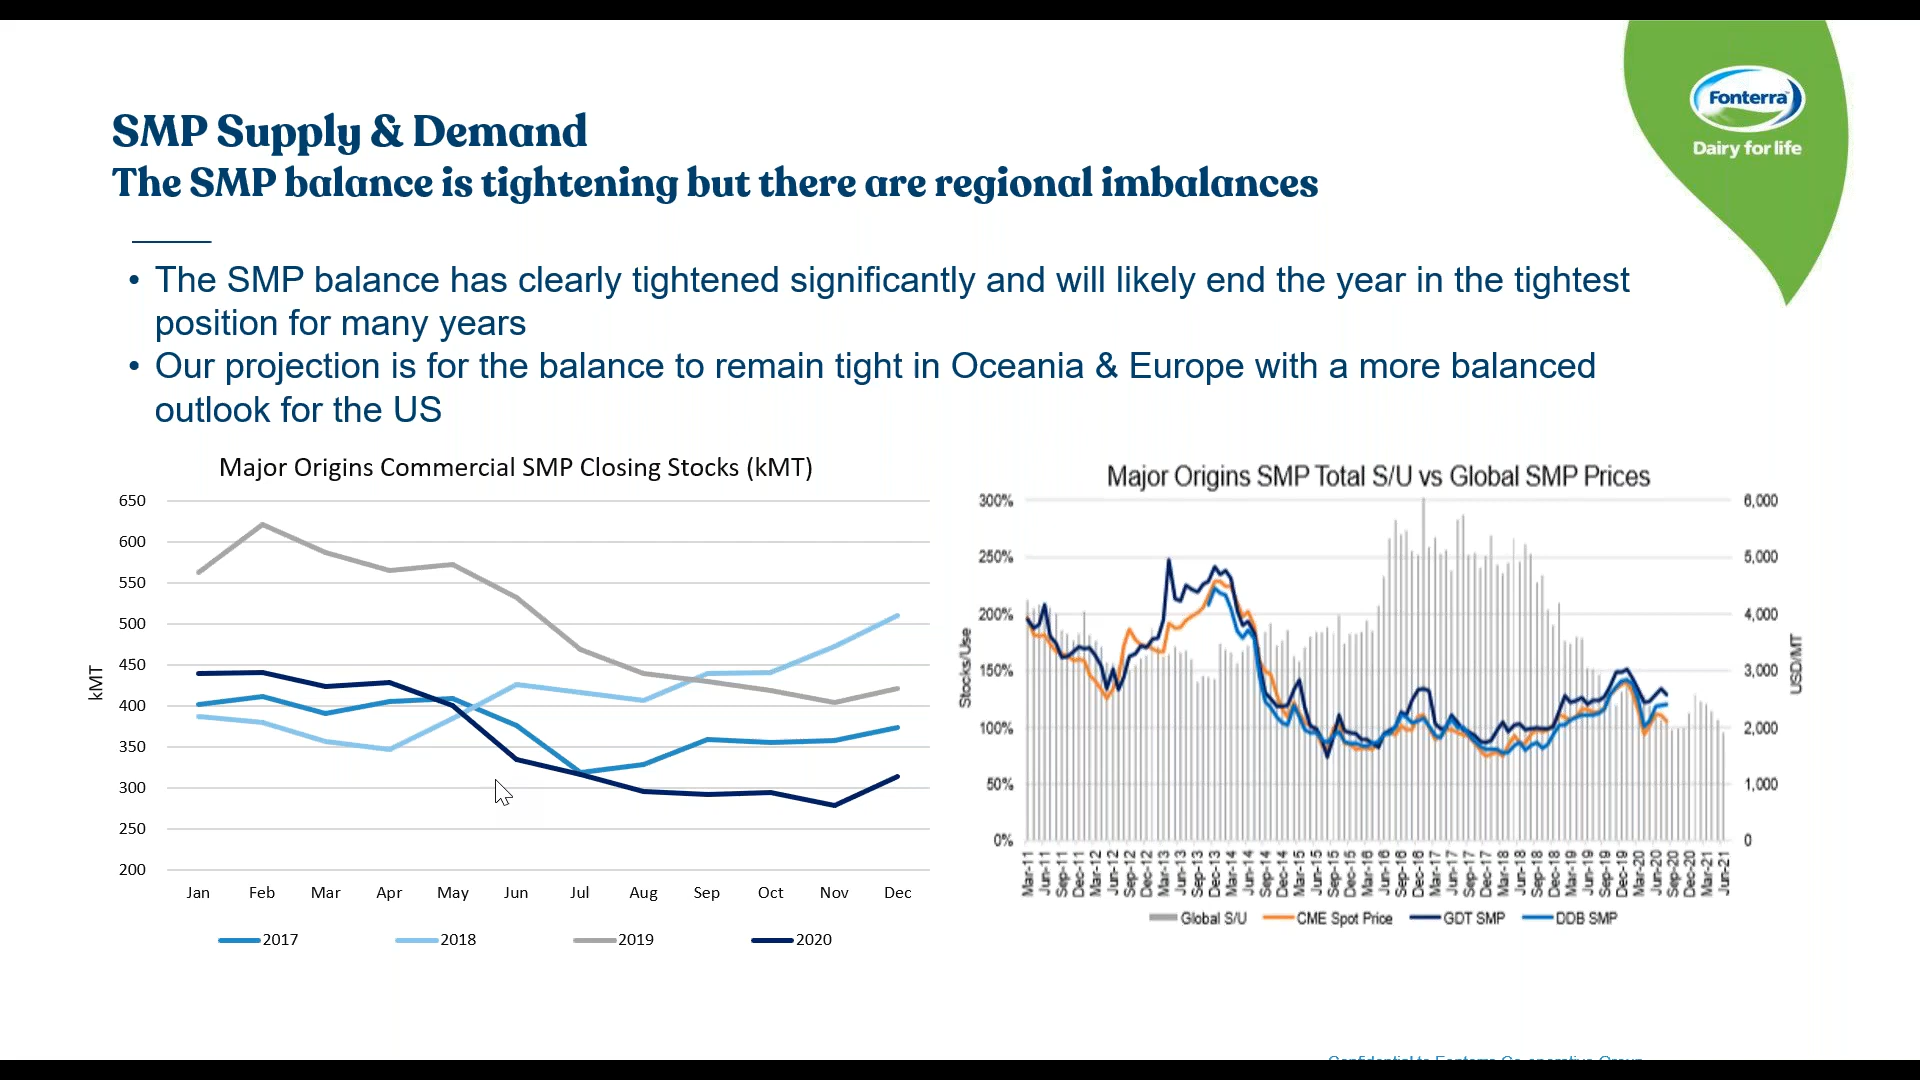 Fonterra
Dairy for life
SMP Supply & Demand
The SMP balance is tightening but there are regional imbalances
• The SMP balance has clearly tightened significantly and will likely end the year in the tightest
position for many years
• Our projection is for the balance to remain tight in Oceania & Europe with a more balanced
outlook for the US
Major Origins Commercial SMP Closing Stocks (kMT)
650
600
550
500
450
400
350
300
250
200
kMT
Jan Feb Mar Apr May Jun Jul Aug Sep Oct Nov Dec
2017 2018 2019 2020
Major Origins SMP Total S/U vs Global SMP Prices
300% 6,000
250% 5,000
200% 4,000
150% 3,000
100% 2,000
50% 1,000
0% 0
Stocks/Use
USD/MT
Mar-11 Jun-11 Sep-11 Dec-11 Mar-12 Jun-12 Sep-12 Dec-12 Mar-13 Jun-13 Sep-13 Dec-13 Mar-14 Jun-14 Sep-14 Dec-14 Mar-15 Jun-15 Sep-15 Dec-15 Mar-16 Jun-16 Sep-16 Dec-16 Mar-17 Jun-17 Sep-17 Dec-17 Mar-18 Jun-18 Sep-18 Dec-18 Mar-19 Jun-19 Sep-19 Dec-19 Mar-20 Jun-20 Sep-20 Dec-20 Mar-21 Jun-21
Global S/U CME Spot Price GDT SMP DDB SMP
Confidential to Fonterra Co-operative Group